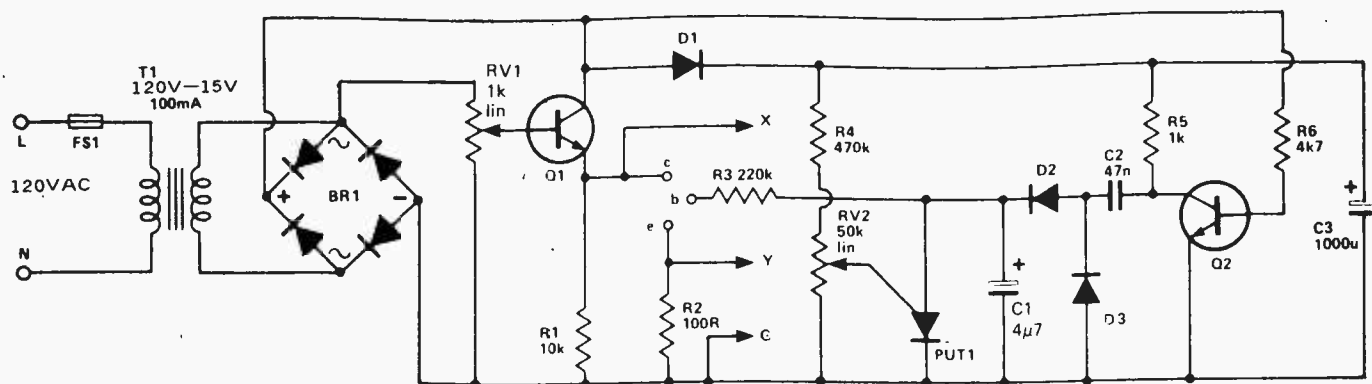 T1
120V—15V
100mA
L
FS1
120VAC
N
BR1
+
−
RV1
1k
lin
Q1
D1
X
c
b
R3 220k
e
Y
R1
10k
R2
100R
G
R4
470k
RV2
50k
lin
PUT1
+
C1
4µ7
D2
C2
47n
D3
R5
1k
Q2
R6
4k7
+
C3
1000u